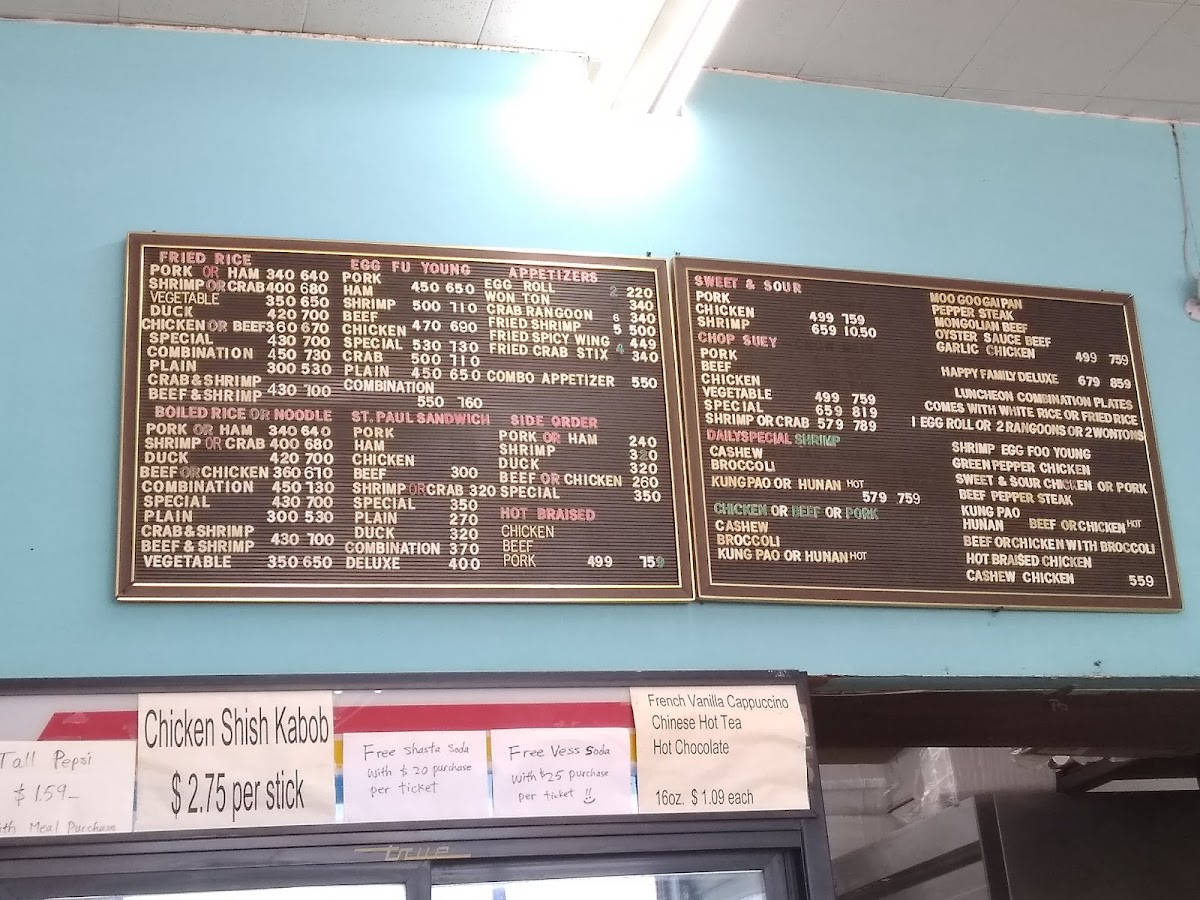 FRIED RICE
PORK OR HAM 340 640
SHRIMP OR CRAB 400 680
VEGETABLE 350 650
DUCK 420 700
CHICKEN OR BEEF 360 670
SPECIAL 430 700
COMBINATION 450 730
PLAIN 300 530
CRAB & SHRIMP
BEEF & SHRIMP 430 700
BOILED RICE OR NOODLE
PORK OR HAM 340 640
SHRIMP OR CRAB 400 680
DUCK 420 700
BEEF OR CHICKEN 360 610
COMBINATION 450 130
SPECIAL 430 700
PLAIN 300 530
CRAB & SHRIMP
BEEF & SHRIMP 430 700
VEGETABLE 350 650
EGG FU YOUNG
PORK
HAM 450 650
SHRIMP 500 710
BEEF
CHICKEN 470 690
SPECIAL 530 730
CRAB 500 710
PLAIN 450 650
COMBINATION
550 760
ST. PAUL SANDWICH
PORK
HAM
CHICKEN
BEEF 300
SHRIMP OR CRAB 320
SPECIAL 350
PLAIN 270
DUCK 320
COMBINATION 370
DELUXE 400
APPETIZERS
EGG ROLL 2 220
WON TON 340
CRAB RANGOON 6 340
FRIED SHRIMP 5 500
FRIED SPICY WING 449
FRIED CRAB STIX 4 340
COMBO APPETIZER 550
SIDE ORDER
PORK OR HAM 240
SHRIMP 320
DUCK 320
BEEF OR CHICKEN 260
SPECIAL 350
HOT BRAISED
CHICKEN
BEEF
PORK 499 759
SWEET & SOUR
PORK
CHICKEN 499 759
SHRIMP 659 10.50
CHOP SUEY
PORK
BEEF
CHICKEN
VEGETABLE 499 759
SPECIAL 659 819
SHRIMP OR CRAB 579 789
DAILYSPECIAL SHRIMP
CASHEW
BROCCOLI
KUNG PAO OR HUNAN HOT
579 759
CHICKEN OR BEEF OR PORK
CASHEW
BROCCOLI
KUNG PAO OR HUNAN HOT
MOO GOO GAI PAN
PEPPER STEAK
MONGOLIAN BEEF
OYSTER SAUCE BEEF
GARLIC CHICKEN 499 759
HAPPY FAMILY DELUXE 679 859
LUNCHEON COMBINATION PLATES
COMES WITH WHITE RICE OR FRIED RICE
1 EGG ROLL OR 2 RANGOONS OR 2 WONTONS
SHRIMP EGG FOO YOUNG
GREEN PEPPER CHICKEN
SWEET & SOUR CHICKEN OR PORK
BEEF PEPPER STEAK
KUNG PAO
HUNAN BEEF OR CHICKEN HOT
BEEF OR CHICKEN WITH BROCCOLI
HOT BRAISED CHICKEN
CASHEW CHICKEN 559
Tall Pepsi
$ 1.59
With Meal Purchase
Chicken Shish Kabob
$ 2.75 per stick
Free Shasta Soda
with $ 20 purchase
per ticket
Free Vess Soda
with $25 purchase
per ticket !!
French Vanilla Cappuccino
Chinese Hot Tea
Hot Chocolate
16oz. $ 1.09 each
true